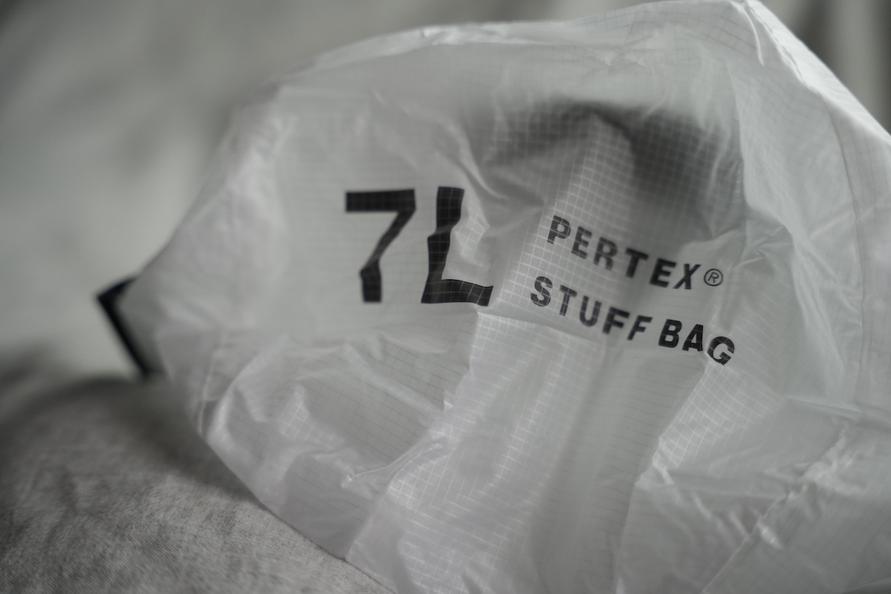 7L
PERTEX®
STUFF BAG